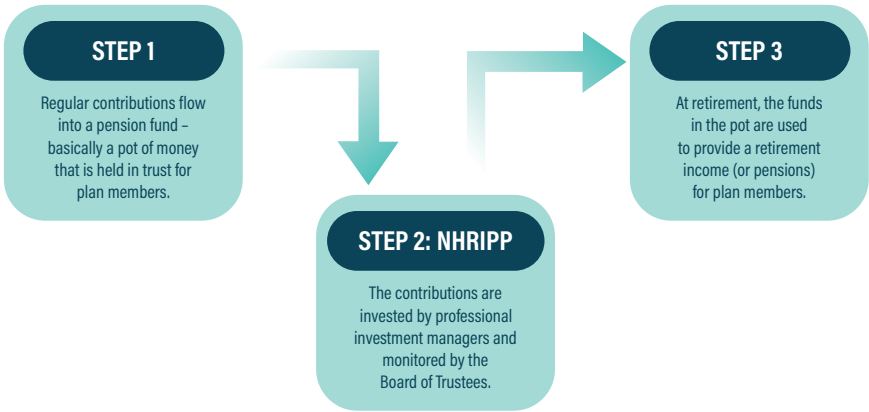 STEP 1
Regular contributions flow
into a pension fund –
basically a pot of money
that is held in trust for
plan members.
STEP 2: NHRIPP
The contributions are
invested by professional
investment managers and
monitored by the
Board of Trustees.
STEP 3
At retirement, the funds
in the pot are used
to provide a retirement
income (or pensions)
for plan members.